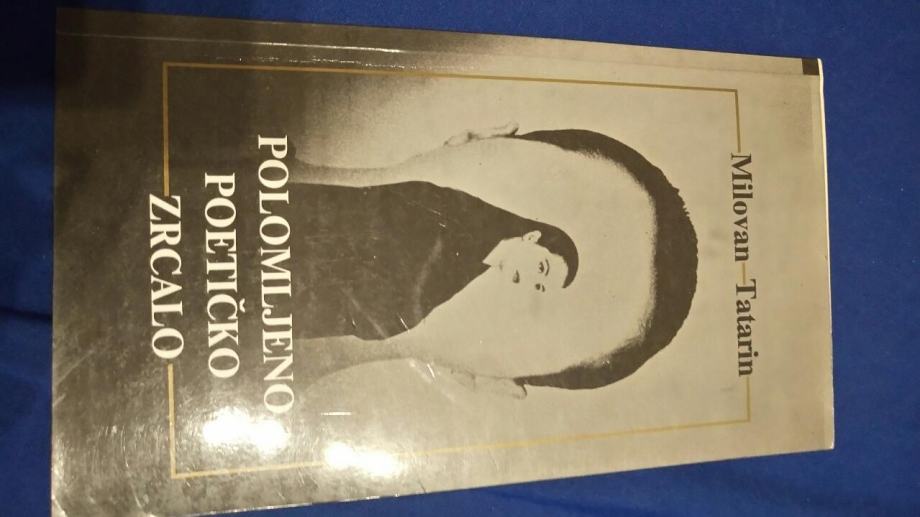 Milovan Tatarin
POLOMLJENO
POETIČKO
ZRCALO